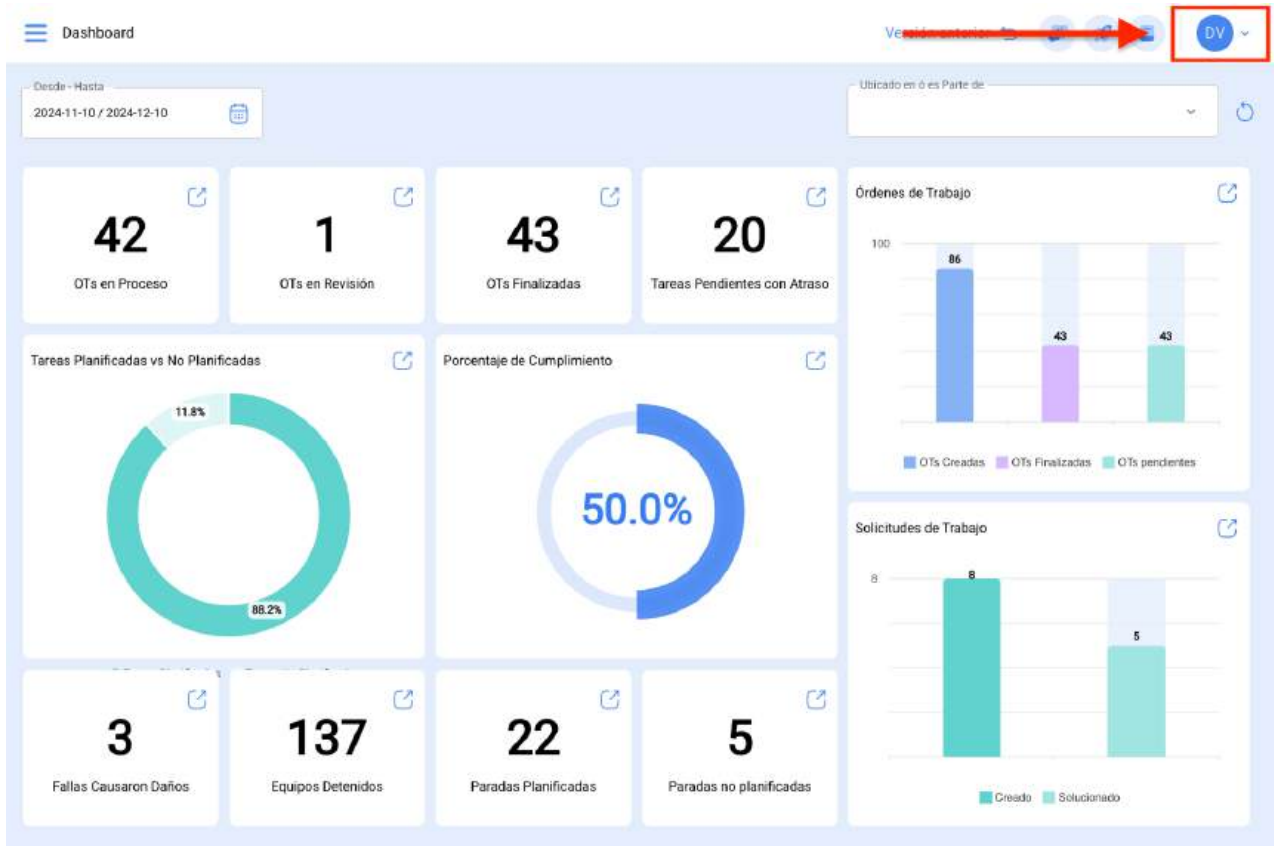 Dashboard
Versión anterior
DV
Desde - Hasta
2024-11-10 / 2024-12-10
Ubicado en ó es Parte de
42
OTs en Proceso
1
OTs en Revisión
43
OTs Finalizadas
20
Tareas Pendientes con Atraso
Órdenes de Trabajo
100
86
43
43
OTs Creadas
OTs Finalizadas
OTs pendientes
Tareas Planificadas vs No Planificadas
11.8%
88.2%
Porcentaje de Cumplimiento
50.0%
Solicitudes de Trabajo
8
8
5
Creado
Solucionado
3
Fallas Causaron Daños
137
Equipos Detenidos
22
Paradas Planificadas
5
Paradas no planificadas